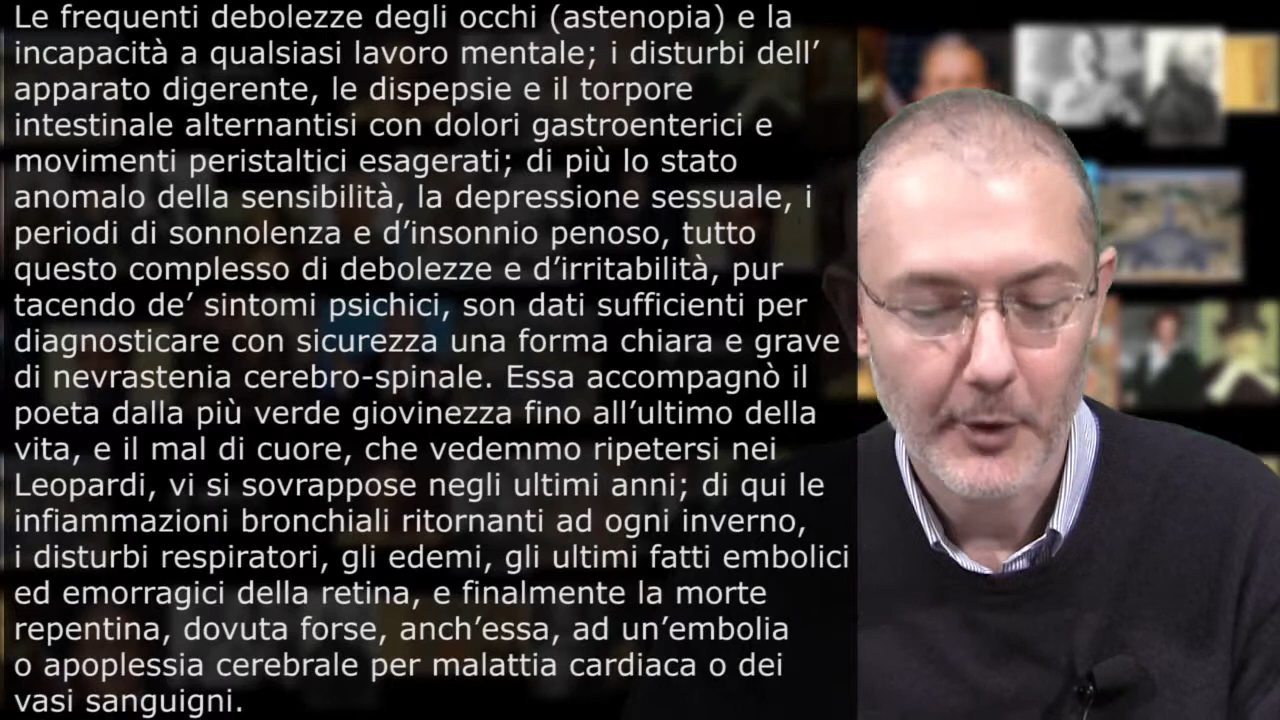 Le frequenti debolezze degli occhi (astenopia) e la
incapacità a qualsiasi lavoro mentale; i disturbi dell’
apparato digerente, le dispepsie e il torpore
intestinale alternantisi con dolori gastroenterici e
movimenti peristaltici esagerati; di più lo stato
anomalo della sensibilità, la depressione sessuale, i
periodi di sonnolenza e d’insonnio penoso, tutto
questo complesso di debolezze e d’irritabilità, pur
tacendo de’ sintomi psichici, son dati sufficienti per
diagnosticare con sicurezza una forma chiara e grave
di nevrastenia cerebro-spinale. Essa accompagnò il
poeta dalla più verde giovinezza fino all’ultimo della
vita, e il mal di cuore, che vedemmo ripetersi nei
Leopardi, vi si sovrappose negli ultimi anni; di qui le
infiammazioni bronchiali ritornanti ad ogni inverno,
i disturbi respiratori, gli edemi, gli ultimi fatti embolici
ed emorragici della retina, e finalmente la morte
repentina, dovuta forse, anch’essa, ad un’embolia
o apoplessia cerebrale per malattia cardiaca o dei
vasi sanguigni.